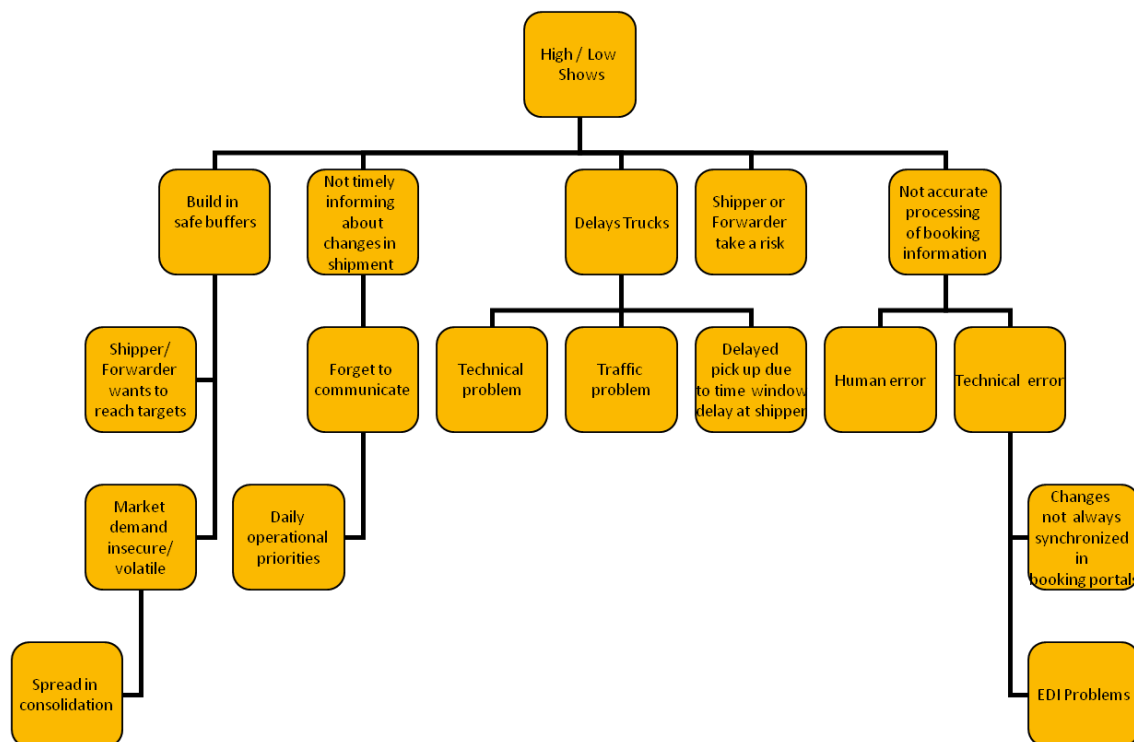 High / Low
Shows
Build in
safe buffers
Not timely
informing
about
changes in
shipment
Delays Trucks
Shipper or
Forwarder
take a risk
Not accurate
processing
of booking
information
Shipper/
Forwarder
wants to
reach targets
Forget to
communicate
Technical
problem
Traffic
problem
Delayed
pick up due
to time window
delay at shipper
Human error
Technical error
Market
demand
insecure/
volatile
Daily
operational
priorities
Changes
not always
synchronized
in
booking portals
Spread in
consolidation
EDI Problems